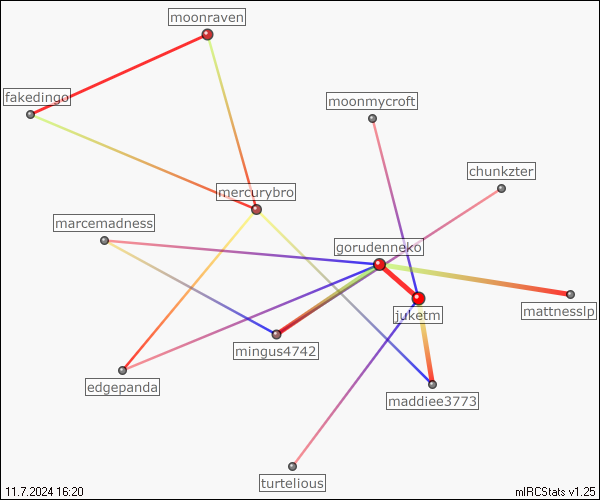 moonraven
fakedingo
moonmycroft
chunkzter
mercurybro
marcemadness
gorudenneko
mattnesslp
juketm
mingus4742
edgepanda
maddiee3773
turtelious
11.7.2024 16:20
mIRCStats v1.25